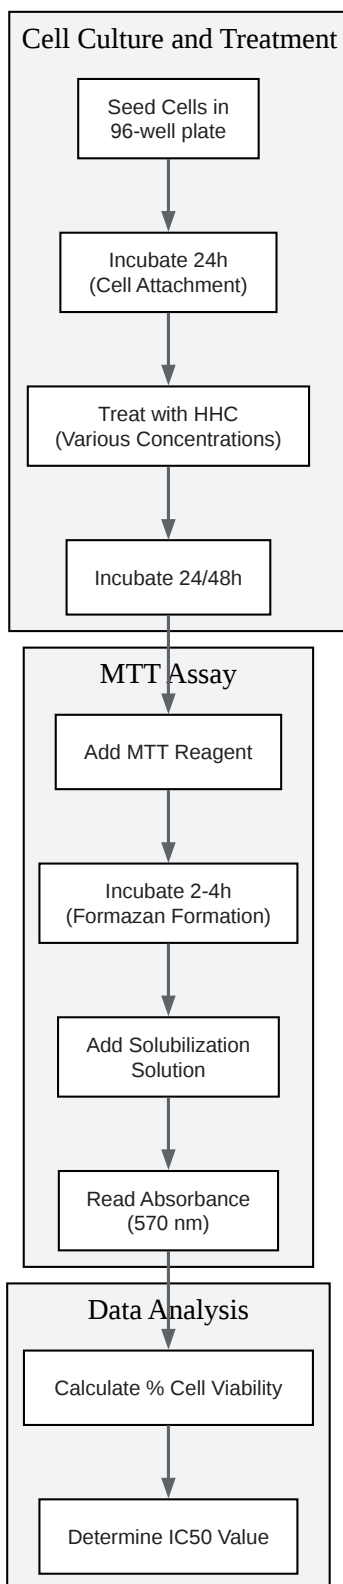 Cell Culture and Treatment
Seed Cells in
96-well plate
Incubate 24h
(Cell Attachment)
Treat with HHC
(Various Concentrations)
Incubate 24/48h
MTT Assay
Add MTT Reagent
Incubate 2-4h
(Formazan Formation)
Add Solubilization
Solution
Read Absorbance
(570 nm)
Data Analysis
Calculate % Cell Viability
Determine IC50 Value